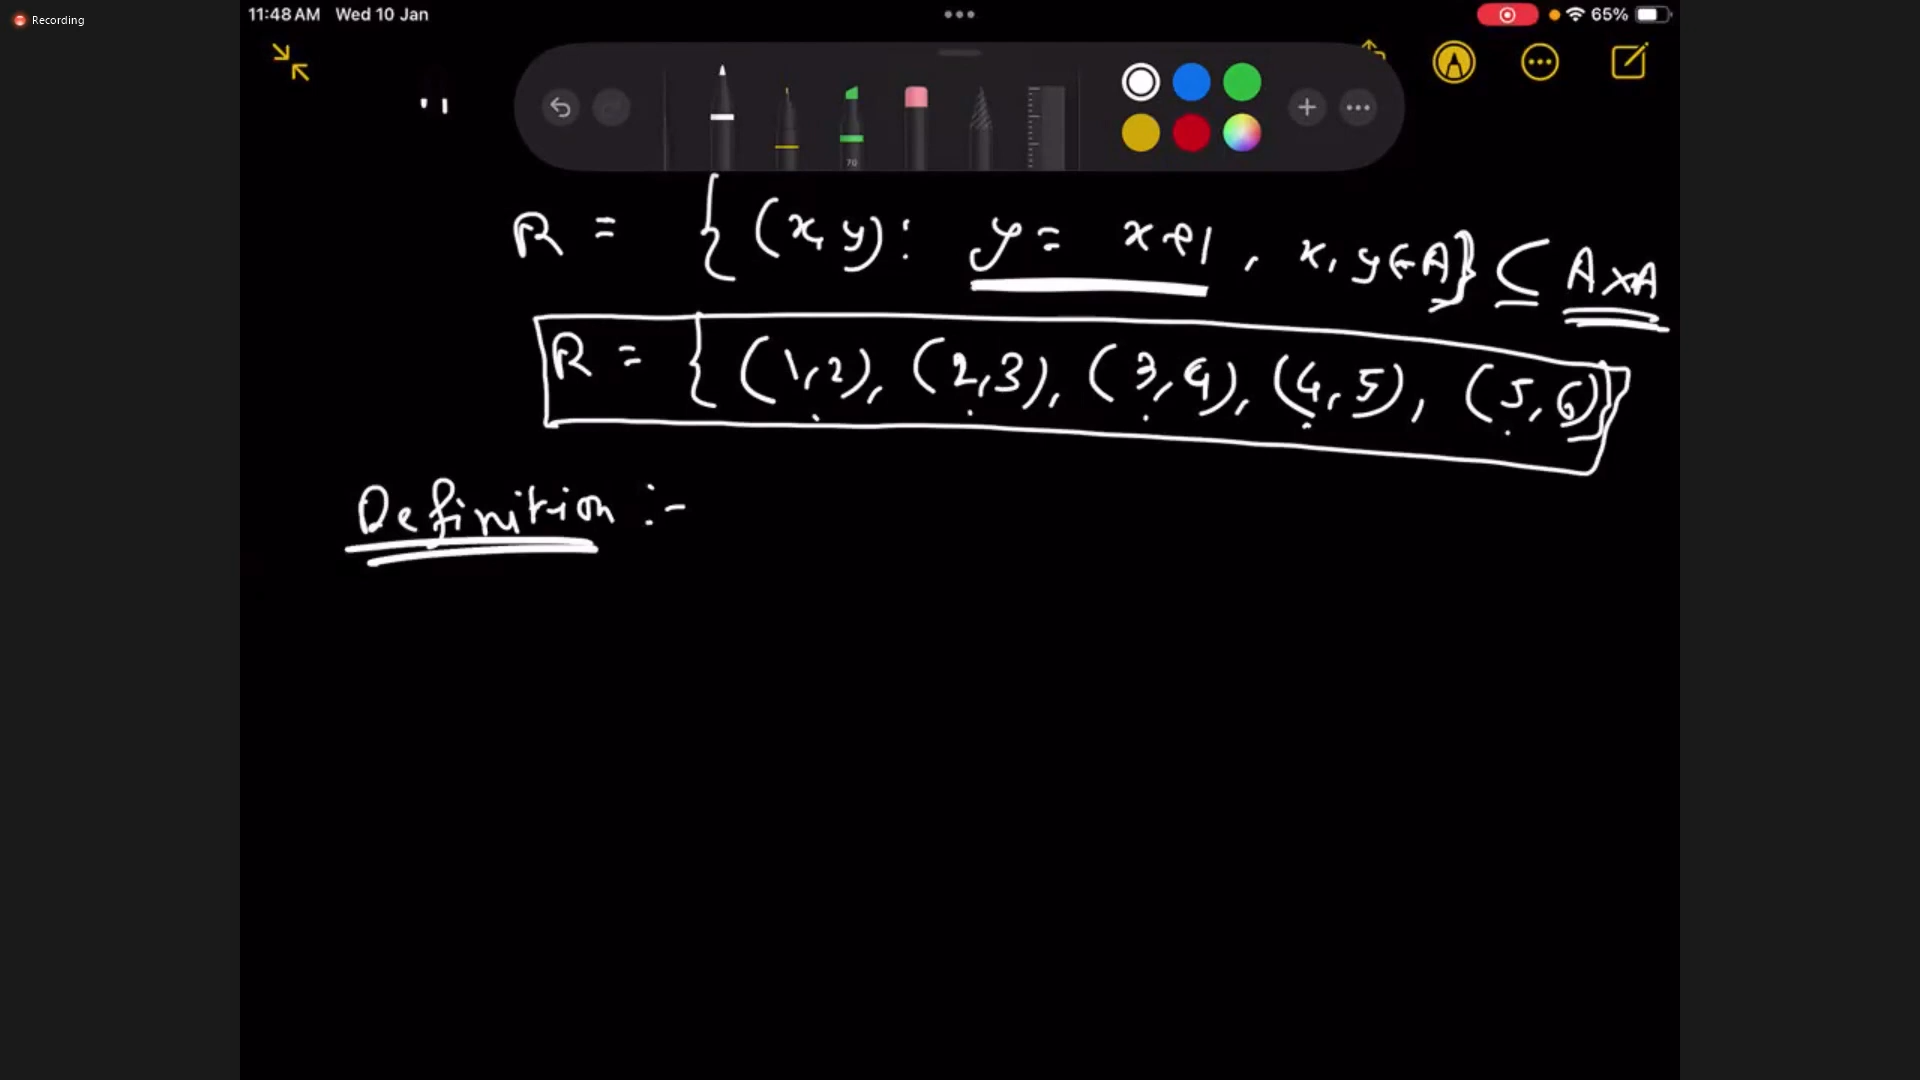 Recording
11:48 AM Wed 10 Jan
65%
70
R = { (x, y) : y = x+1 , x, y ∈ A} ⊆ A×A
R = { (1,2), (2,3), (3,4), (4,5), (5,6)}
Definition :-